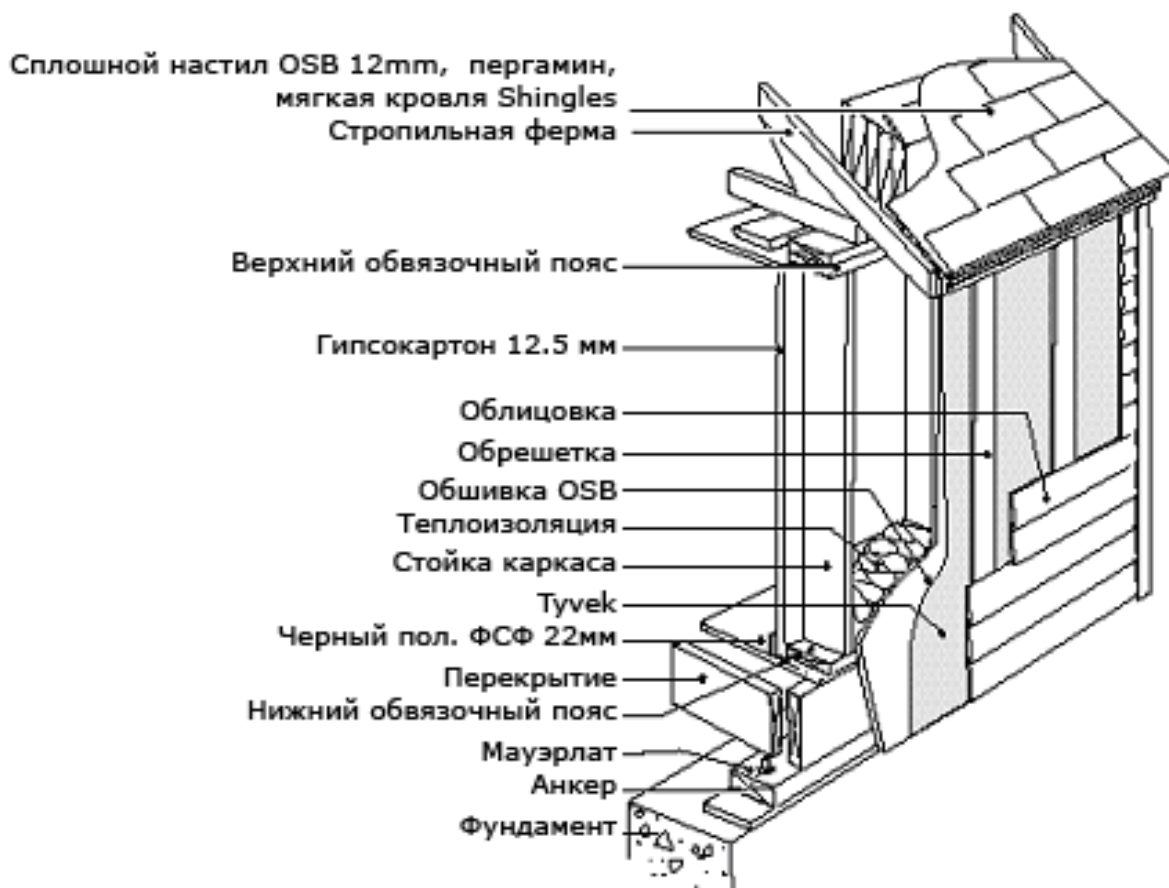 Сплошной настил OSB 12mm, пергамин,
мягкая кровля Shingles
Стропильная ферма
Верхний обвязочный пояс
Гипсокартон 12.5 мм
Облицовка
Обрешетка
Обшивка OSB
Теплоизоляция
Стойка каркаса
Tyvek
Черный пол. ФСФ 22мм
Перекрытие
Нижний обвязочный пояс
Мауэрлат
Анкер
Фундамент